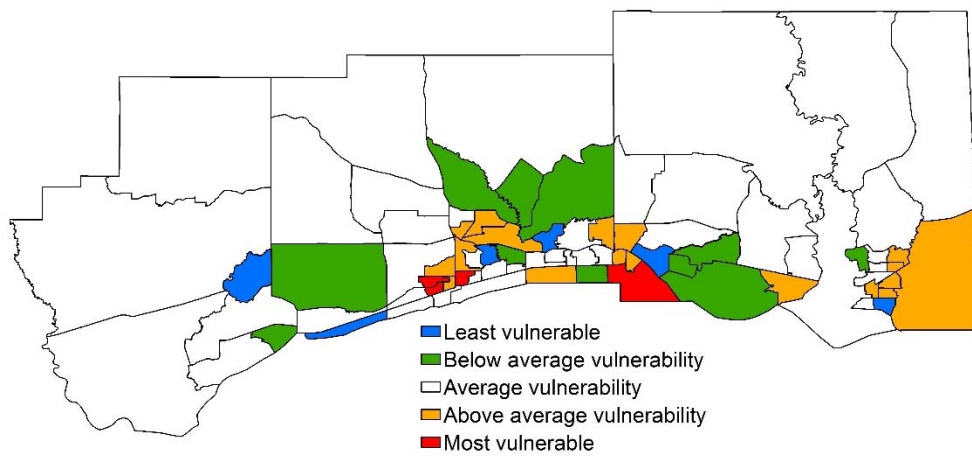 Least vulnerable
Below average vulnerability
Average vulnerability
Above average vulnerability
Most vulnerable